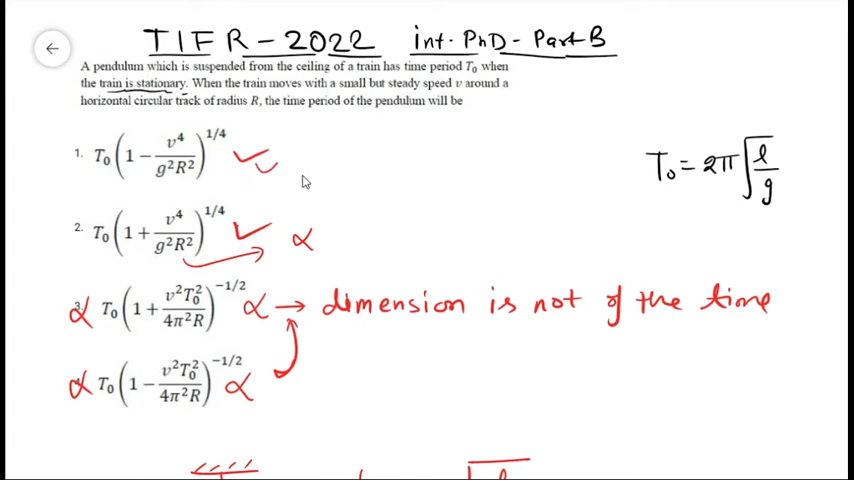 TIFR-2022 int. PhD - Part B
A pendulum which is suspended from the ceiling of a train has time period T₀ when
the train is stationary. When the train moves with a small but steady speed v around a
horizontal circular track of radius R, the time period of the pendulum will be
1. T₀(1 − v⁴/g²R²)^1/4
T₀ = 2π√(l/g)
2. T₀(1 + v⁴/g²R²)^1/4 α
α 3. T₀(1 + v²T₀²/4π²R)^−1/2 α → dimension is not of the time
α T₀(1 − v²T₀²/4π²R)^−1/2 α